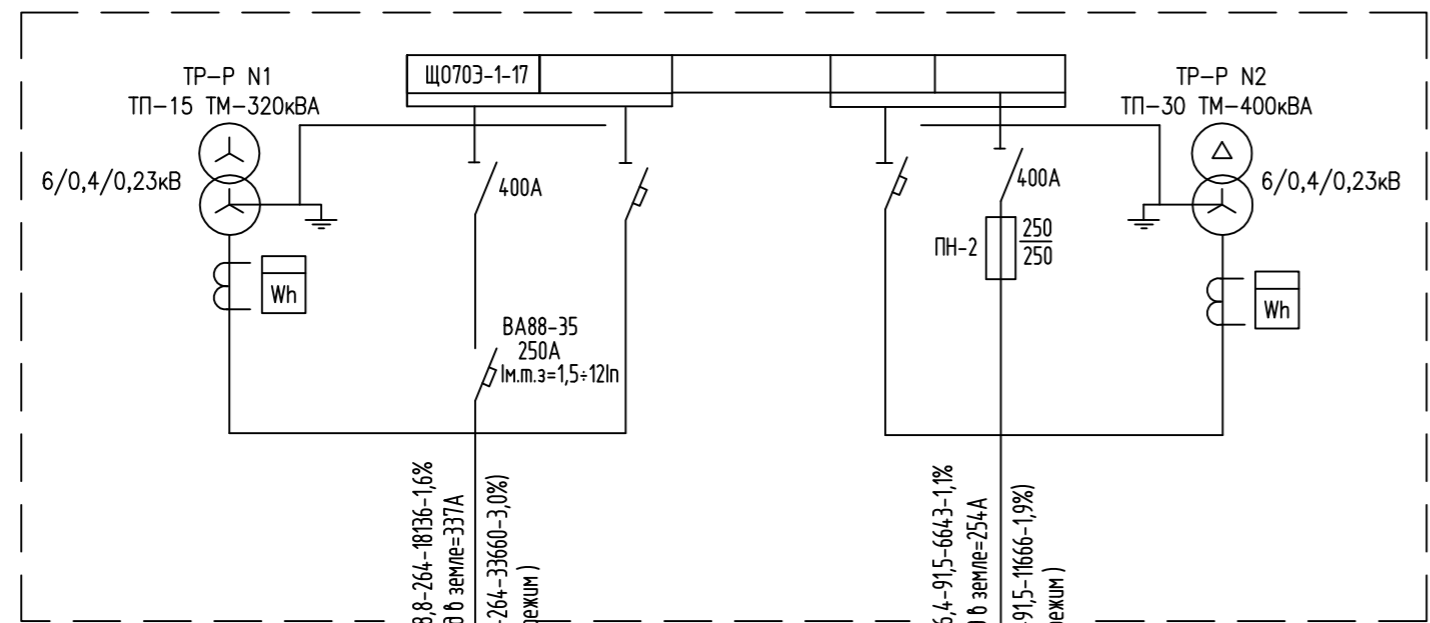 ЩО70Э-1-17
ТР-Р N1
ТП-15 ТМ-320кВА
6/0,4/0,23кВ
Wh
400А
ВА88-35
250А
Iм.т.з=1,5÷12In
8,8-264-18136-1,6%
в земле=337А
-264-33660-3,0%)
ТР-Р N2
ТП-30 ТМ-400кВА
6/0,4/0,23кВ
400А
ПН-2
250
250
Wh
6,4-91,5-6643-1,1%
в земле=254А
-91,5-11666-1,9%)